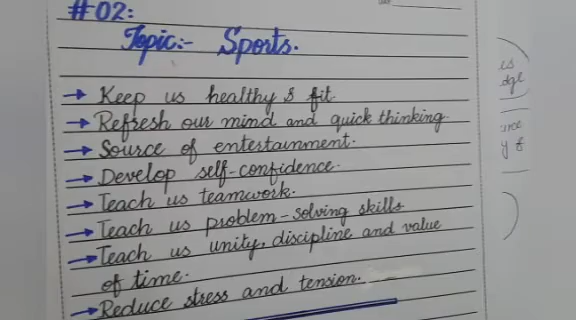 #02:
Topic:- Sports.
→ Keep us healthy & fit
→ Refresh our mind and quick thinking.
→ Source of entertainment.
→ Develop self-confidence.
→ Teach us teamwork.
→ Teach us problem-solving skills
→ Teach us unity, discipline and value
of time.
→ Reduce stress and tension.